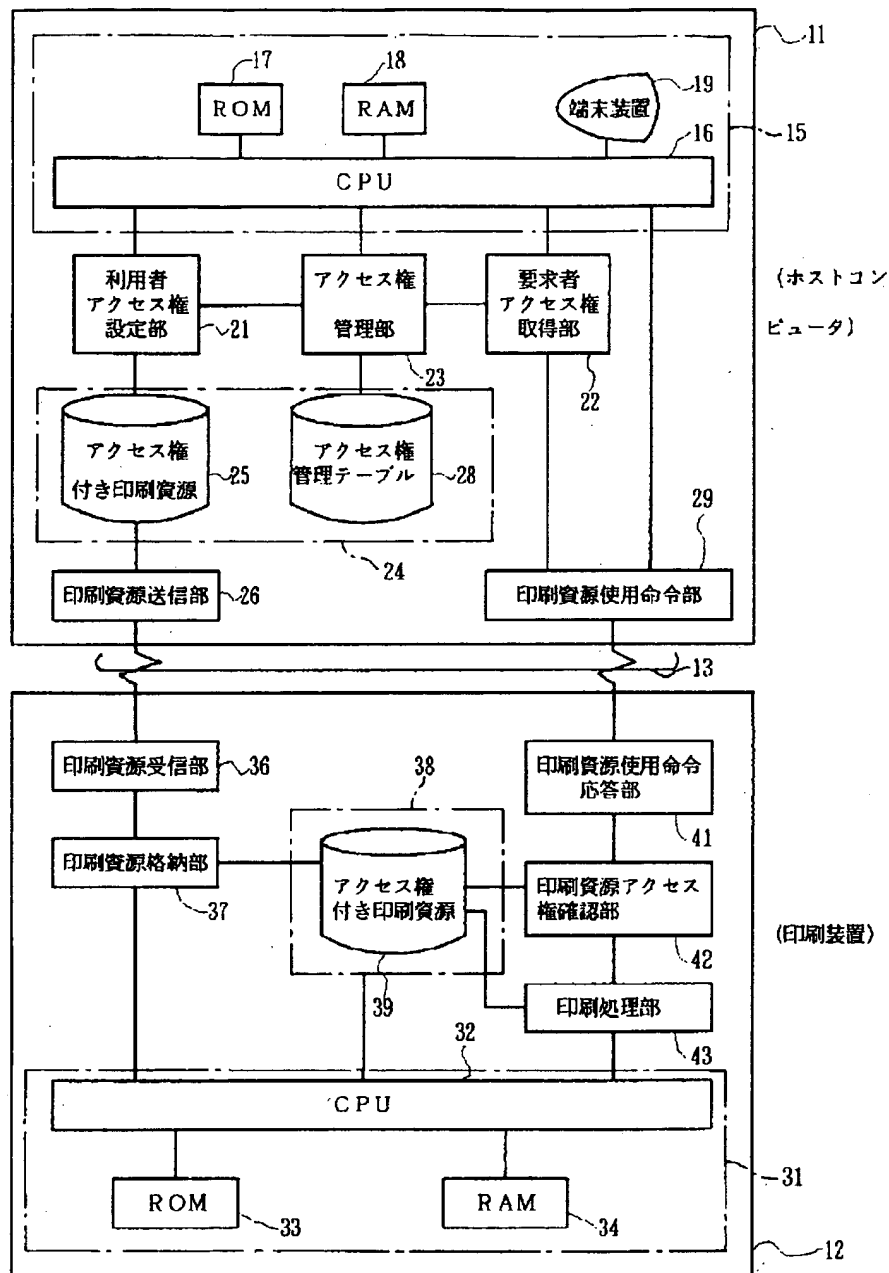 11
17
18
19
ROM
RAM
端末装置
16
15
CPU
利用者
アクセス権
設定部
21
アクセス権
管理部
23
要求者
アクセス権
取得部
22
(ホストコン
ピュータ)
アクセス権
付き印刷資源
25
アクセス権
管理テーブル
28
24
29
印刷資源送信部
26
印刷資源使用命令部
13
印刷資源受信部
36
38
印刷資源使用命令
応答部
41
印刷資源格納部
37
アクセス権
付き印刷資源
39
印刷資源アクセス
権確認部
42
(印刷装置)
印刷処理部
43
32
CPU
31
ROM
33
RAM
34
12